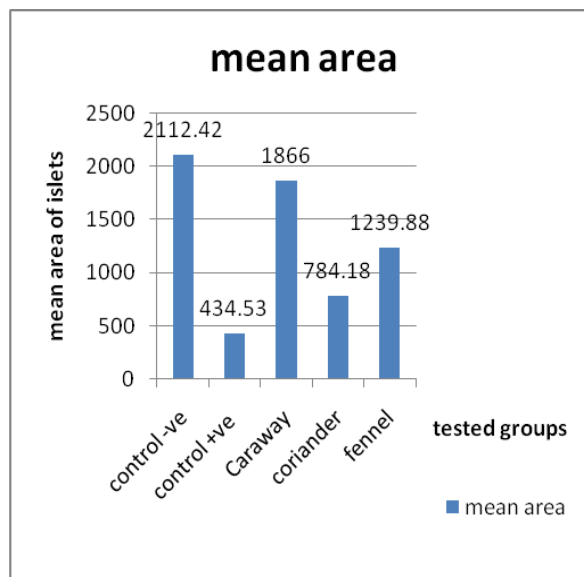 mean area
2500
2112.42
2000
1866
1500
1239.88
1000
784.18
500
434.53
0
mean area of islets
control -ve
control +ve
Caraway
coriander
fennel
tested groups
mean area